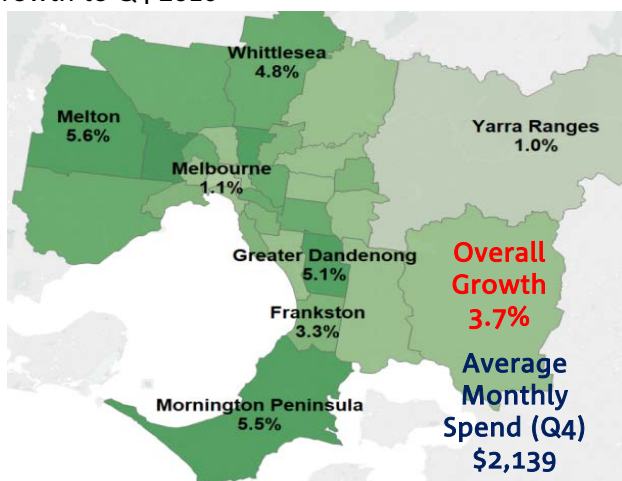 Whittlesea
4.8%
Melton
5.6%
Yarra Ranges
1.0%
Melbourne
1.1%
Greater Dandenong
5.1%
Overall
Growth
3.7%
Frankston
3.3%
Average
Monthly
Spend (Q4)
$2,139
Mornington Peninsula
5.5%